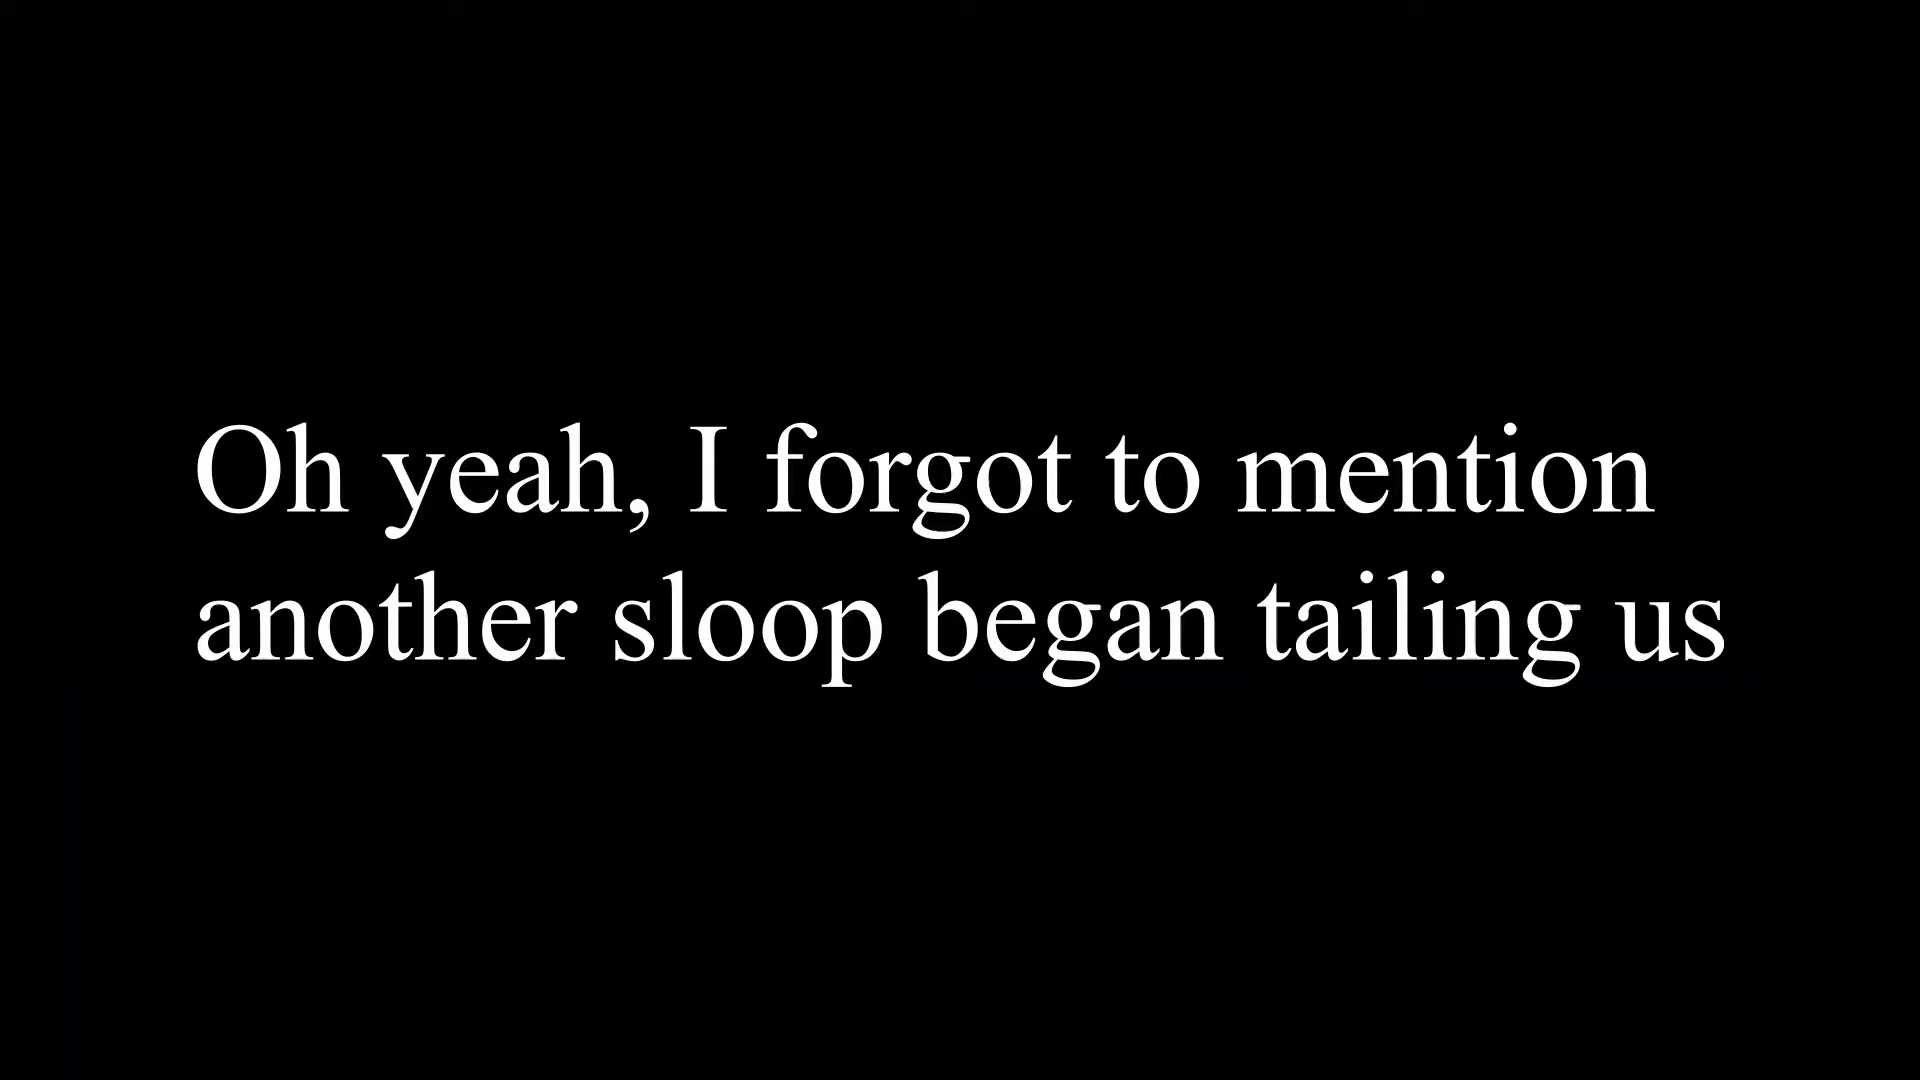 Oh yeah, I forgot to mention
another sloop began tailing us